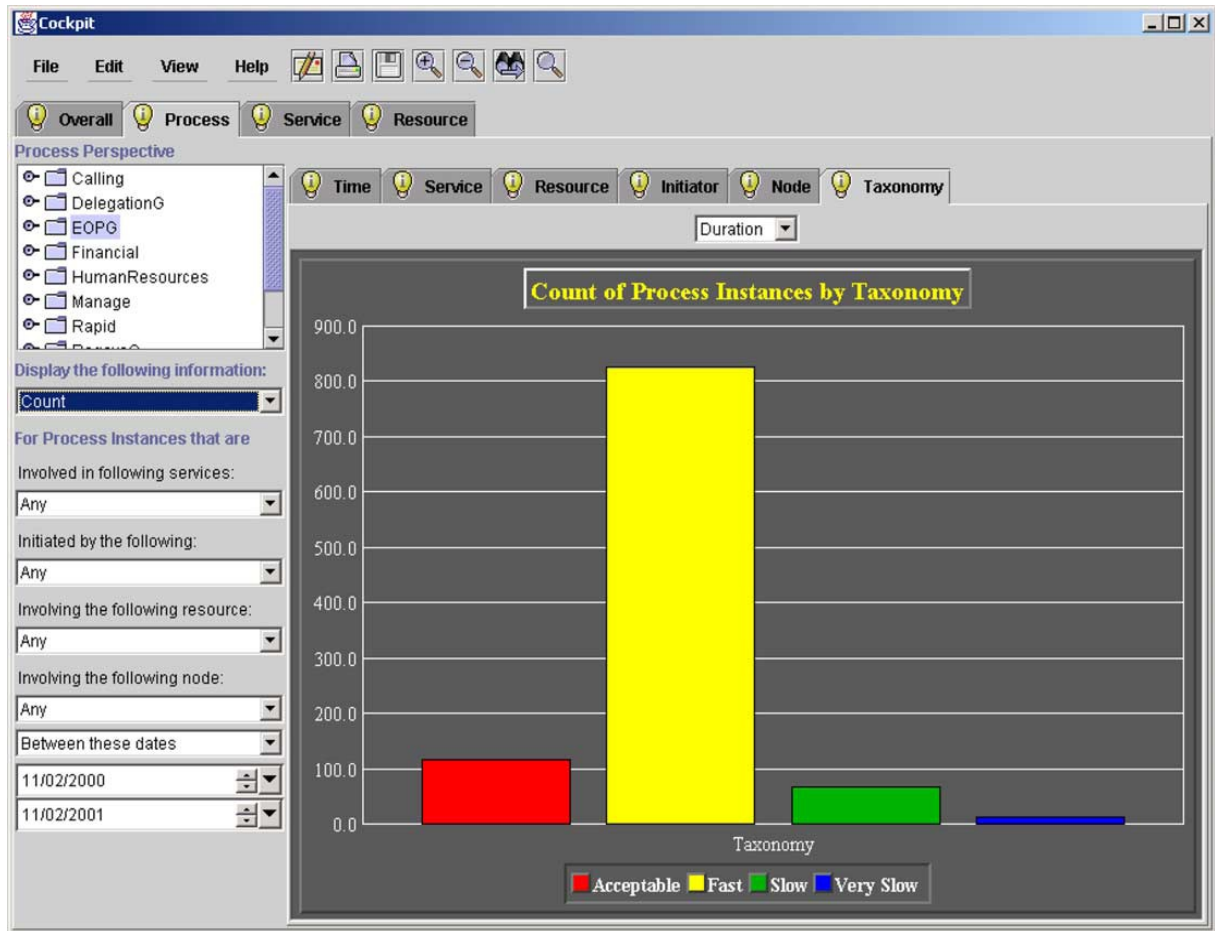 Cockpit
File Edit View Help
Overall Process Service Resource
Process Perspective
Calling
DelegationG
EOPG
Financial
HumanResources
Manage
Rapid
Display the following information:
Count
For Process Instances that are
Involved in following services:
Any
Initiated by the following:
Any
Involving the following resource:
Any
Involving the following node:
Any
Between these dates
11/02/2000
11/02/2001
Time Service Resource Initiator Node Taxonomy
Duration
Count of Process Instances by Taxonomy
900.0
800.0
700.0
600.0
500.0
400.0
300.0
200.0
100.0
0.0
Taxonomy
Acceptable Fast Slow Very Slow